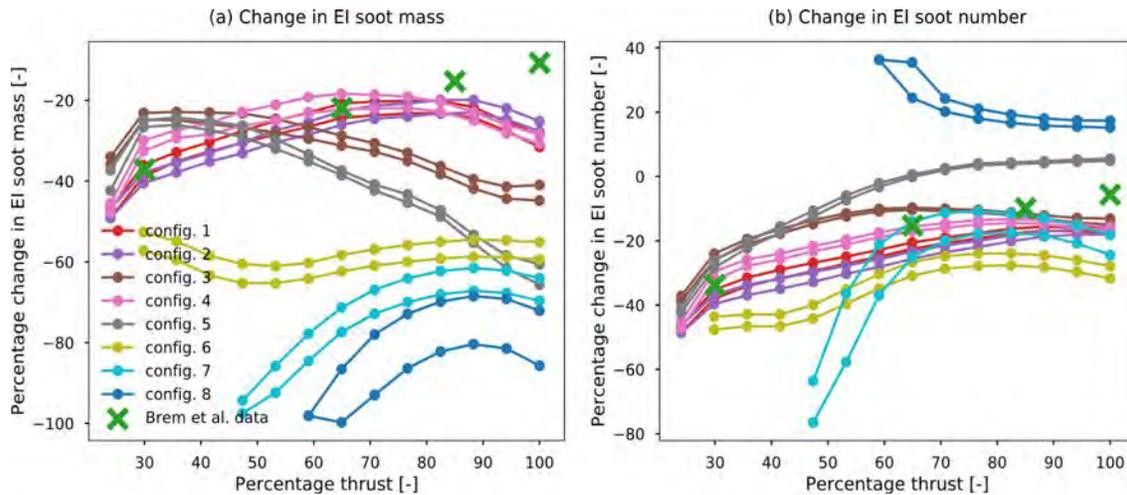 (a) Change in EI soot mass
Percentage change in EI soot mass [-]
−20
−40
−60
−80
−100
config. 1
config. 2
config. 3
config. 4
config. 5
config. 6
config. 7
config. 8
Brem et al. data
30 40 50 60 70 80 90 100
Percentage thrust [-]
(b) Change in EI soot number
Percentage change in EI soot number [-]
40
20
0
−20
−40
−60
−80
30 40 50 60 70 80 90 100
Percentage thrust [-]